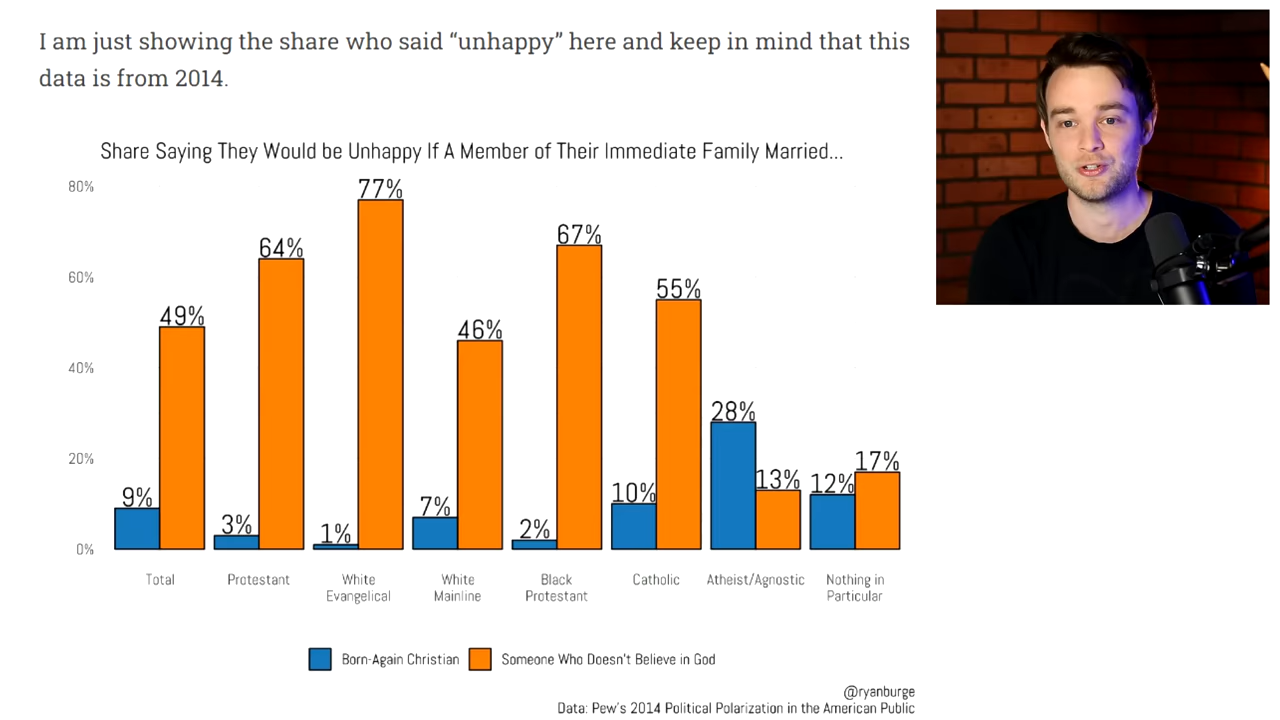 I am just showing the share who said “unhappy” here and keep in mind that this
data is from 2014.
Share Saying They Would be Unhappy If A Member of Their Immediate Family Married...
80%
60%
40%
20%
0%
9%
49%
3%
64%
1%
77%
7%
46%
2%
67%
10%
55%
28%
13%
12%
17%
Total
Protestant
White
Evangelical
White
Mainline
Black
Protestant
Catholic
Atheist/Agnostic
Nothing in
Particular
Born-Again Christian
Someone Who Doesn't Believe in God
@ryanburge
Data: Pew's 2014 Political Polarization in the American Public